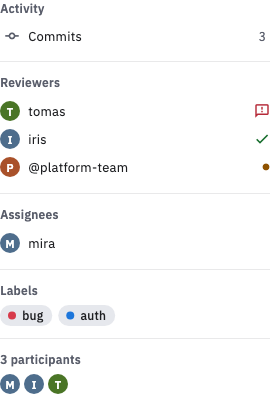 Activity
Commits 3
Reviewers
T tomas
I iris
P @platform-team
Assignees
M mira
Labels
bug auth
3 participants
M I T